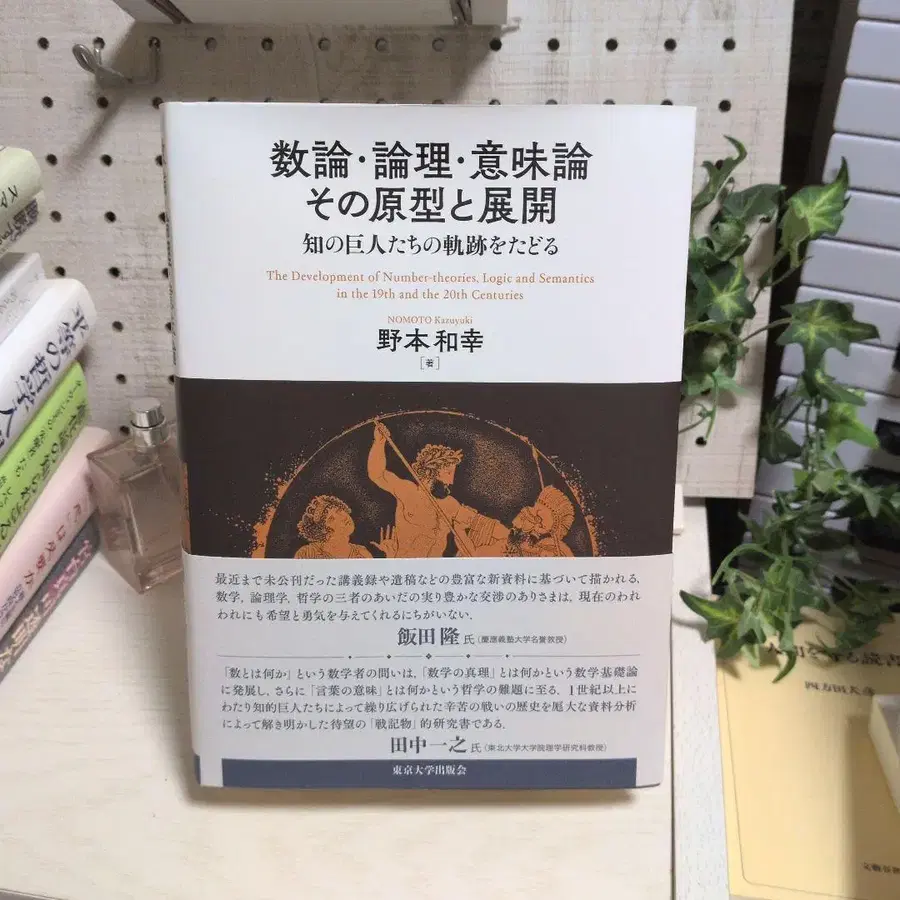 数論・論理・意味論
その原型と展開
知の巨人たちの軌跡をたどる
The Development of Number-theories, Logic and Semantics
in the 19th and the 20th Centuries
NOMOTO Kazuyuki
野本和幸
[著]
最近まで未公刊だった講義録や遺稿などの豊富な新資料に基づいて描かれる,
数学, 論理学, 哲学の三者のあいだの実り豊かな交渉のありさまは, 現在のわれ
われにも希望と勇気を与えてくれるにちがいない.
飯田 隆 氏(慶應義塾大学名誉教授)
「数とは何か」という数学者の問いは,「数学の真理」とは何かという数学基礎論
に発展し, さらに「言葉の意味」とは何かという哲学の難題に至る. 1世紀以上に
わたり知的巨人たちによって繰り広げられた辛苦の戦いの歴史を厖大な資料分析
によって解き明かした待望の「戦記物」的研究書である.
田中一之 氏(東北大学大学院理学研究科教授)
東京大学出版会